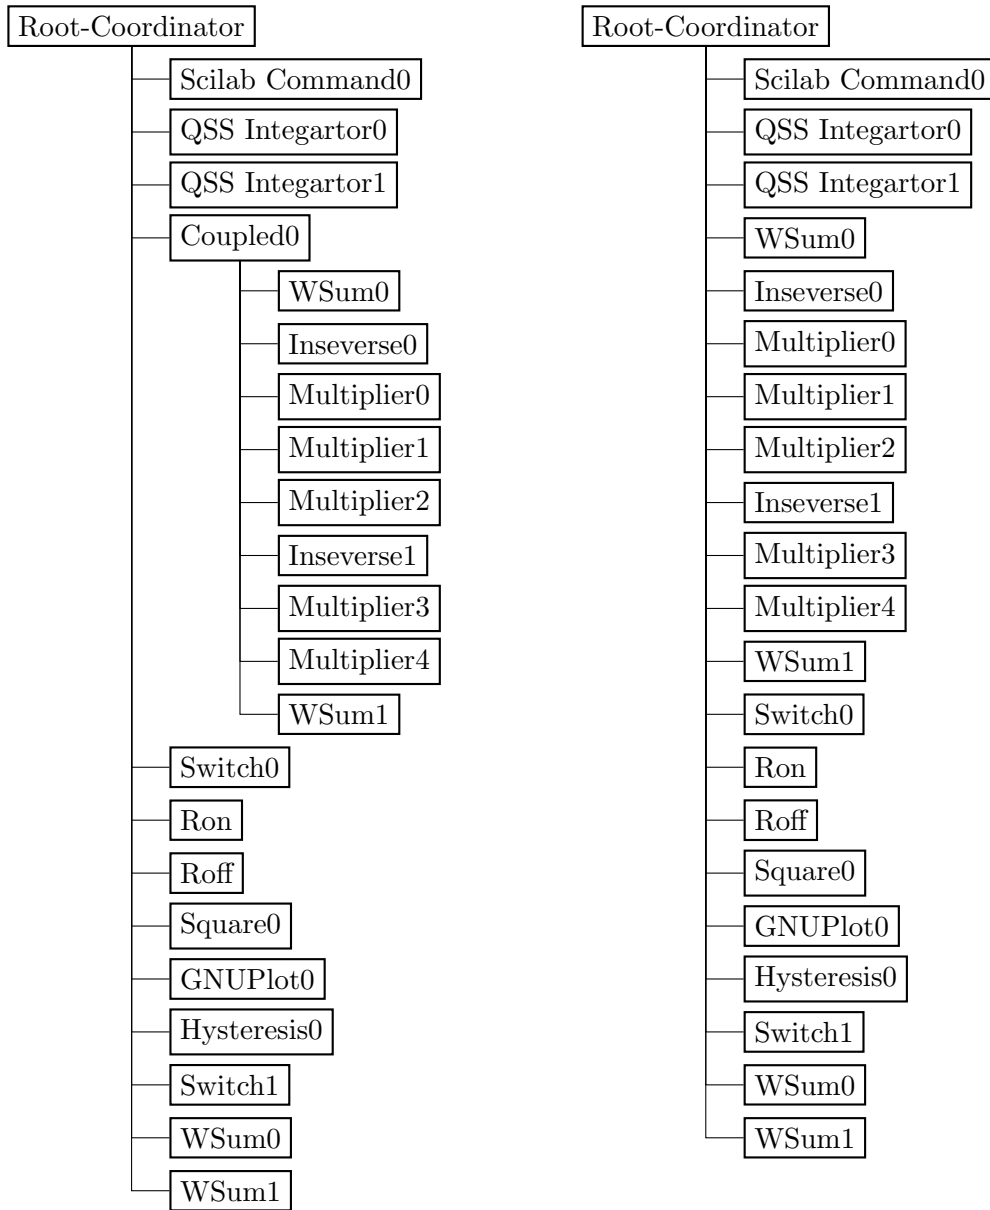 Root-Coordinator
Scilab Command0
QSS Integartor0
QSS Integartor1
Coupled0
WSum0
Inseverse0
Multiplier0
Multiplier1
Multiplier2
Inseverse1
Multiplier3
Multiplier4
WSum1
Switch0
Ron
Roff
Square0
GNUPlot0
Hysteresis0
Switch1
WSum0
WSum1
Root-Coordinator
Scilab Command0
QSS Integartor0
QSS Integartor1
WSum0
Inseverse0
Multiplier0
Multiplier1
Multiplier2
Inseverse1
Multiplier3
Multiplier4
WSum1
Switch0
Ron
Roff
Square0
GNUPlot0
Hysteresis0
Switch1
WSum0
WSum1